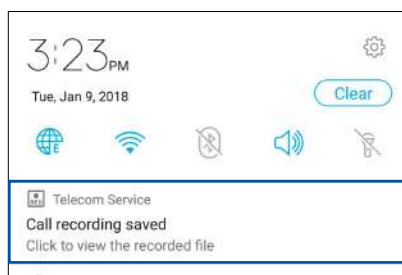 3:23PM
Tue, Jan 9, 2018
Clear
E
Telecom Service
Call recording saved
Click to view the recorded file